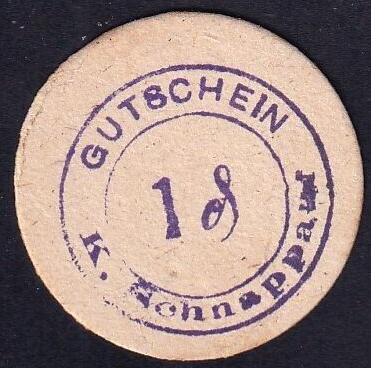 GUTSCHEIN
1 ₰
K. Schnappauf